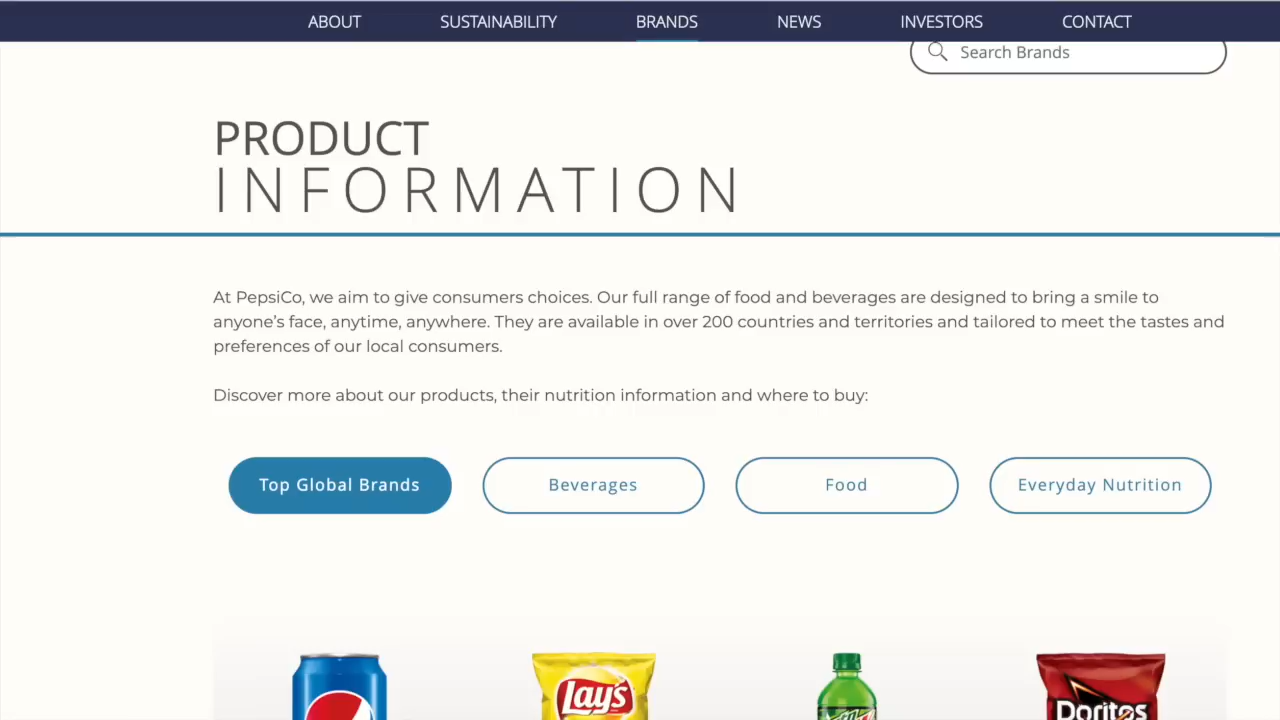 ABOUT SUSTAINABILITY BRANDS NEWS INVESTORS CONTACT
Search Brands
PRODUCT
INFORMATION
At PepsiCo, we aim to give consumers choices. Our full range of food and beverages are designed to bring a smile to
anyone’s face, anytime, anywhere. They are available in over 200 countries and territories and tailored to meet the tastes and
preferences of our local consumers.
Discover more about our products, their nutrition information and where to buy:
Top Global Brands Beverages Food Everyday Nutrition
Lay's
Doritos